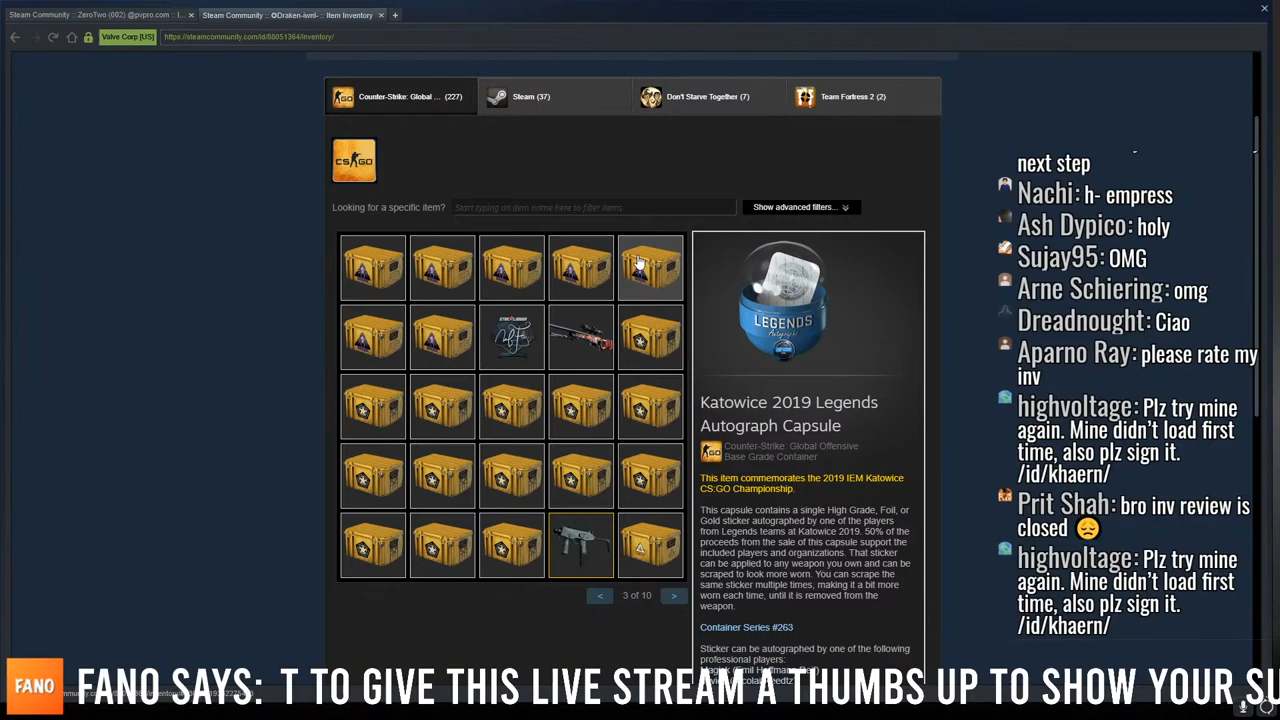 Steam Community :: ZeroTwo (002) @pvpro.com :: I...
Steam Community :: ✪Draken-iwnl- :: Item Inventory
Valve Corp [US]
https://steamcommunity.com/id/88051364/inventory/
Counter-Strike: Global ... (227)
Steam (37)
Don't Starve Together (7)
Team Fortress 2 (2)
CS GO
Looking for a specific item?
Start typing an item name here to filter items
Show advanced filters...
LEGENDS
Katowice 2019 Legends
Autograph Capsule
Counter-Strike: Global Offensive
Base Grade Container
This item commemorates the 2019 IEM Katowice
CS:GO Championship.
This capsule contains a single High Grade, Foil, or
Gold sticker autographed by one of the players
from Legends teams at Katowice 2019. 50% of the
proceeds from the sale of this capsule support the
included players and organizations. That sticker
can be applied to any weapon you own and can be
scraped to look more worn. You can scrape the
same sticker multiple times, making it a bit more
worn each time, until it is removed from the
weapon.
Container Series #263
Sticker can be autographed by one of the following
professional players:
< 3 of 10 >
next step
Nachi: h- empress
Ash Dypico: holy
Sujay95: OMG
Arne Schiering: omg
Dreadnought: Ciao
Aparno Ray: please rate my
inv
highvoltage: Plz try mine
again. Mine didn't load first
time, also plz sign it.
/id/khaern/
Prit Shah: bro inv review is
closed 😔
highvoltage: Plz try mine
again. Mine didn't load first
time, also plz sign it.
/id/khaern/
FANO
FANO SAYS: T TO GIVE THIS LIVE STREAM A THUMBS UP TO SHOW YOUR SU